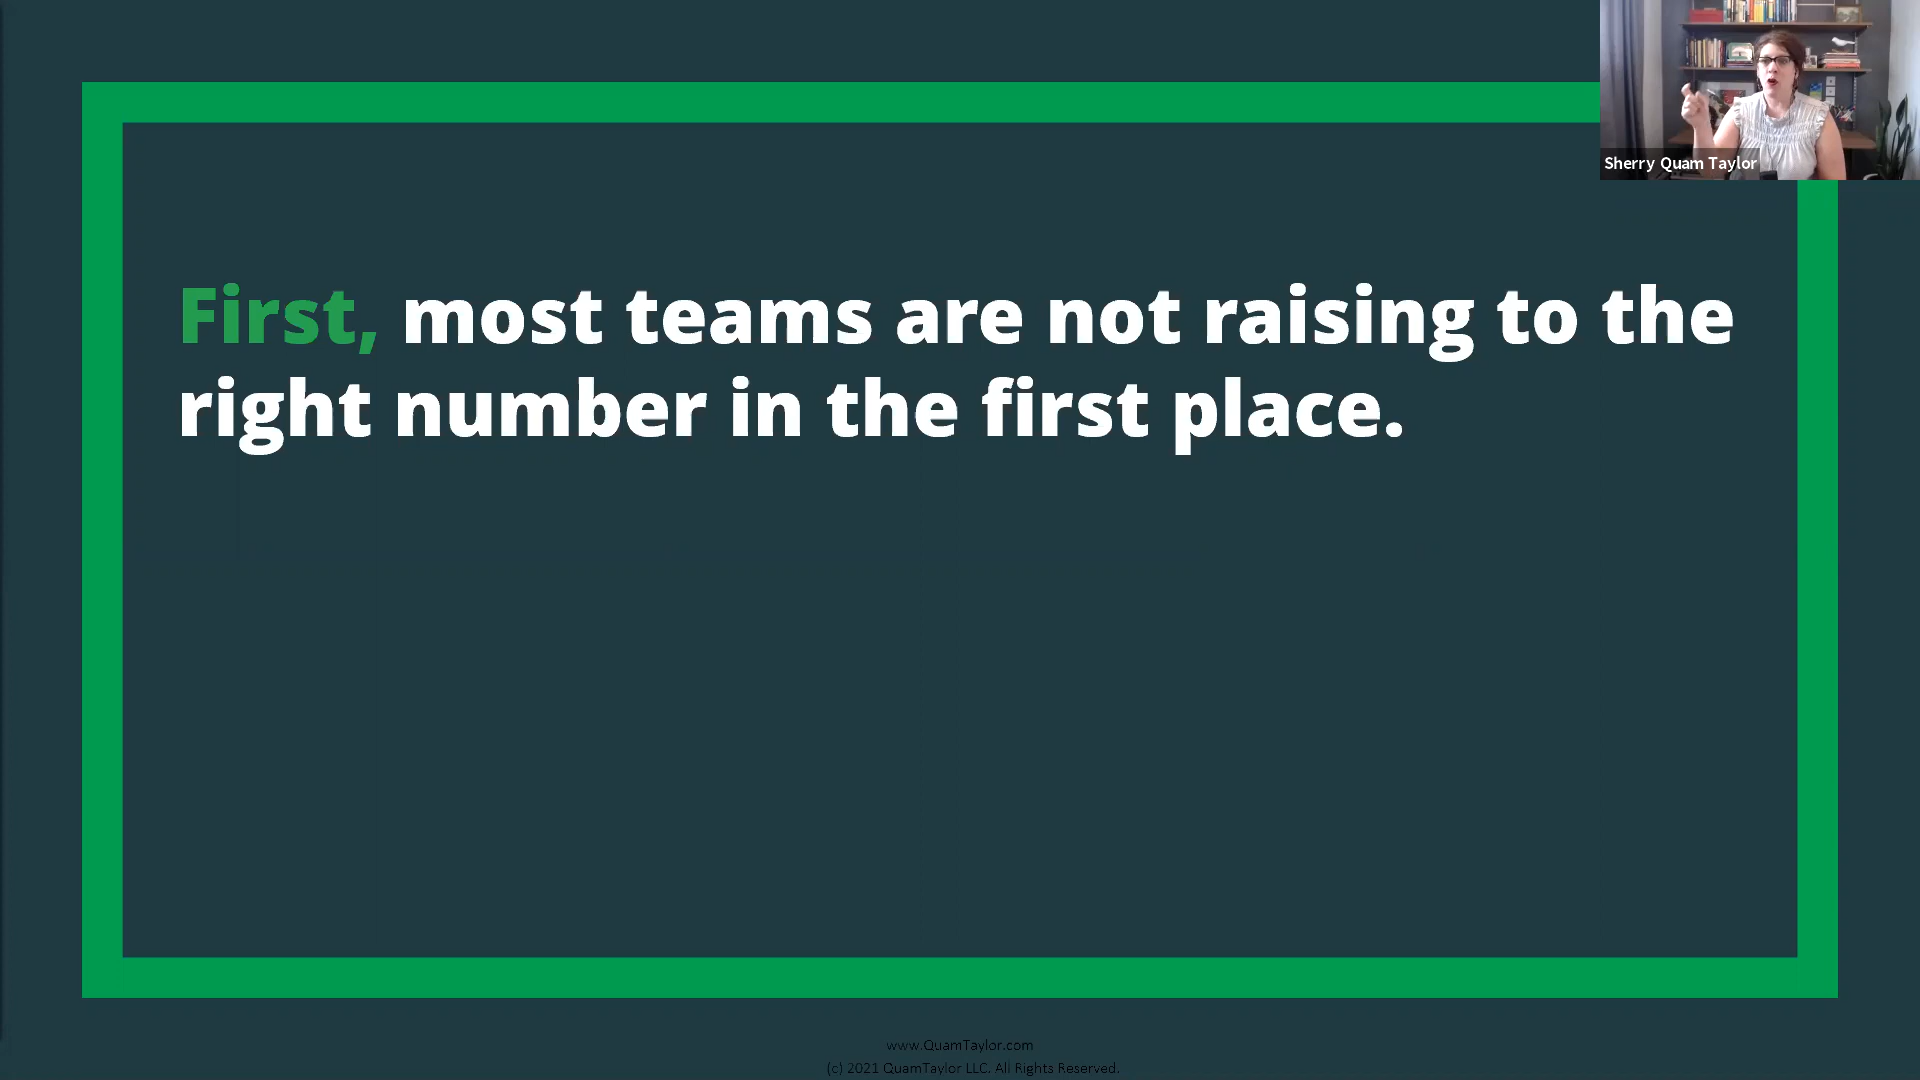 Sherry Quam Taylor
First, most teams are not raising to the
right number in the first place.
www.QuamTaylor.com
(c) 2021 QuamTaylor LLC. All Rights Reserved.